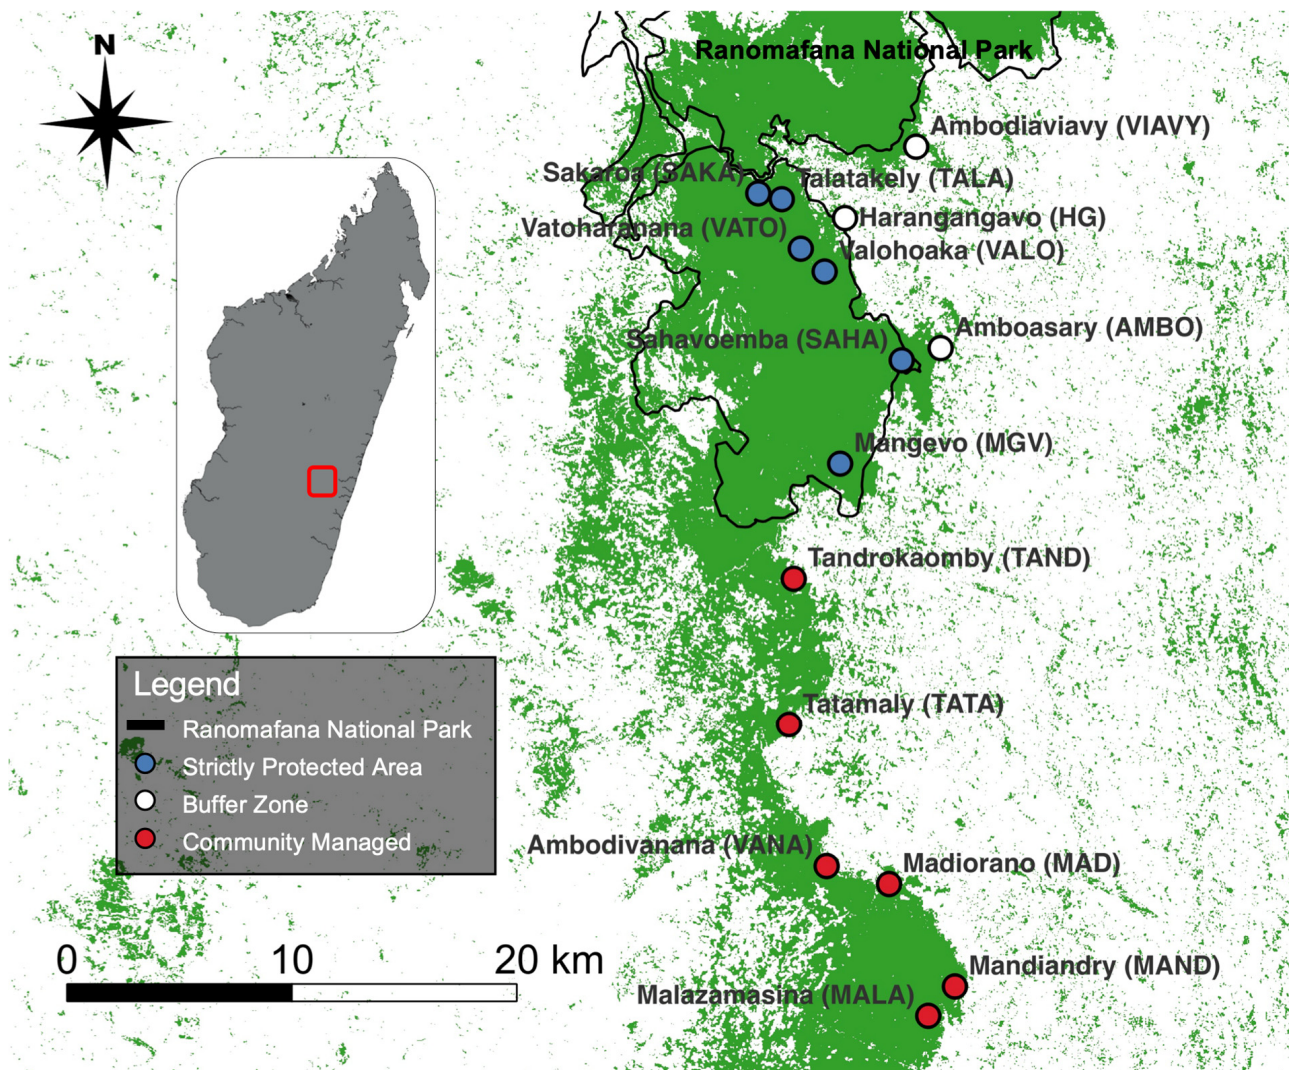 N
Ranomafana National Park
Ambodiaviavy (VIAVY)
Sakaroa (SAKA)
Talatakely (TALA)
Harangangavo (HG)
Vatoharanana (VATO)
Valohoaka (VALO)
Amboasary (AMBO)
Sahavoemba (SAHA)
Mangevo (MGV)
Tandrokaomby (TAND)
Tatamaly (TATA)
Ambodivanana (VANA)
Madiorano (MAD)
Mandiandry (MAND)
Malazamasina (MALA)
Legend
Ranomafana National Park
Strictly Protected Area
Buffer Zone
Community Managed
0 10 20 km